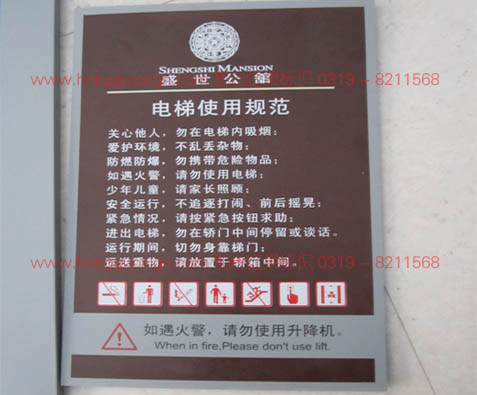 SHENGSHI MANSION
盛世公舘
0319-8211568
电梯使用规范
关心他人，勿在电梯内吸烟；
爱护环境，不乱丢杂物；
防燃防爆，勿携带危险物品；
如遇火警，请勿使用电梯；
少年儿童，请家长照顾；
安全运行，不追逐打闹、前后摇晃；
紧急情况，请按紧急按钮求助；
进出电梯，勿在轿门中间停留或谈话。
运行期间，切勿身靠梯门；
运送重物，请放置于轿箱中间。
0319-8211568
如遇火警，请勿使用升降机。
When in fire,Please don't use lift.